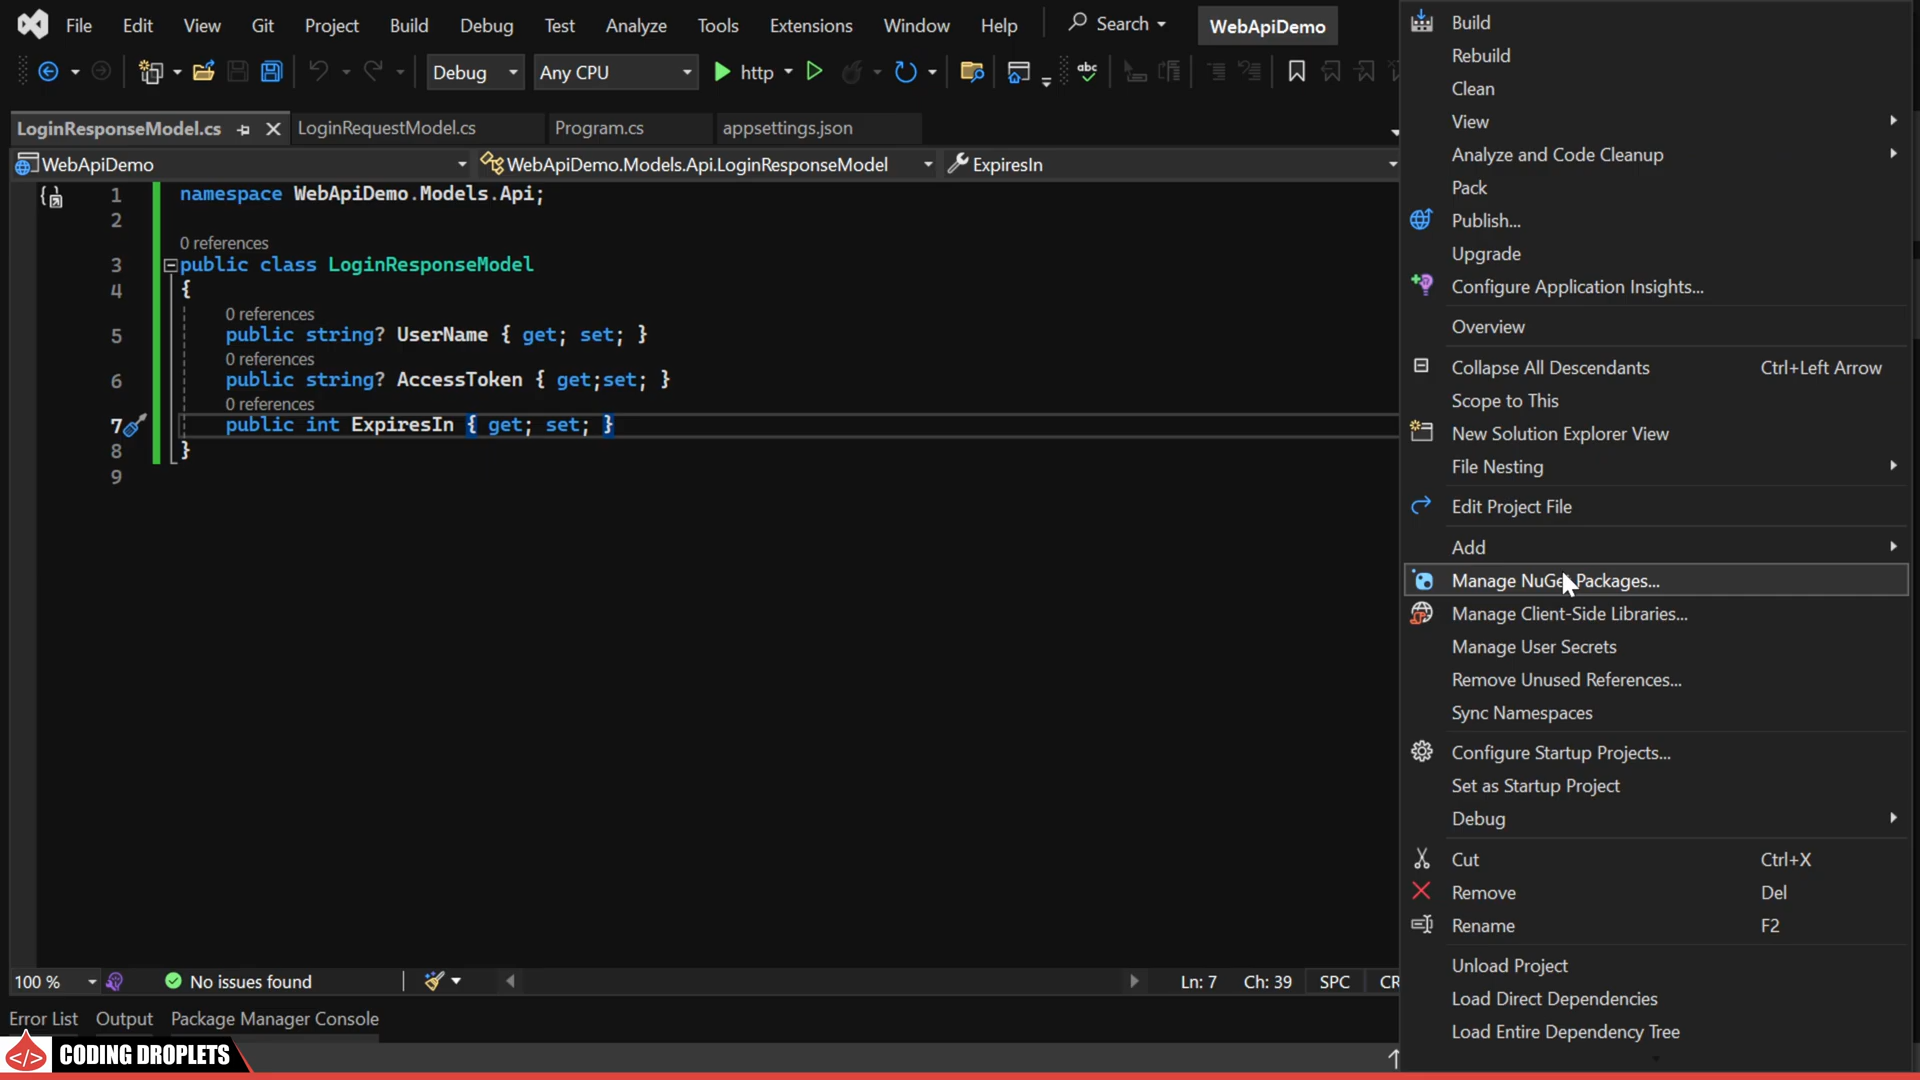 File Edit View Git Project Build Debug Test Analyze Tools Extensions Window Help Search WebApiDemo
Debug Any CPU http abc
LoginResponseModel.cs LoginRequestModel.cs Program.cs appsettings.json
WebApiDemo WebApiDemo.Models.Api.LoginResponseModel ExpiresIn
1 namespace WebApiDemo.Models.Api;
2
0 references
3 public class LoginResponseModel
4 {
0 references
5 public string? UserName { get; set; }
0 references
6 public string? AccessToken { get;set; }
0 references
7 public int ExpiresIn { get; set; }
8 }
9
100 % No issues found Ln: 7 Ch: 39 SPC CR
Error List Output Package Manager Console
CODING DROPLETS
Build
Rebuild
Clean
View
Analyze and Code Cleanup
Pack
Publish...
Upgrade
Configure Application Insights...
Overview
Collapse All Descendants Ctrl+Left Arrow
Scope to This
New Solution Explorer View
File Nesting
Edit Project File
Add
Manage NuGet Packages...
Manage Client-Side Libraries...
Manage User Secrets
Remove Unused References...
Sync Namespaces
Configure Startup Projects...
Set as Startup Project
Debug
Cut Ctrl+X
Remove Del
Rename F2
Unload Project
Load Direct Dependencies
Load Entire Dependency Tree